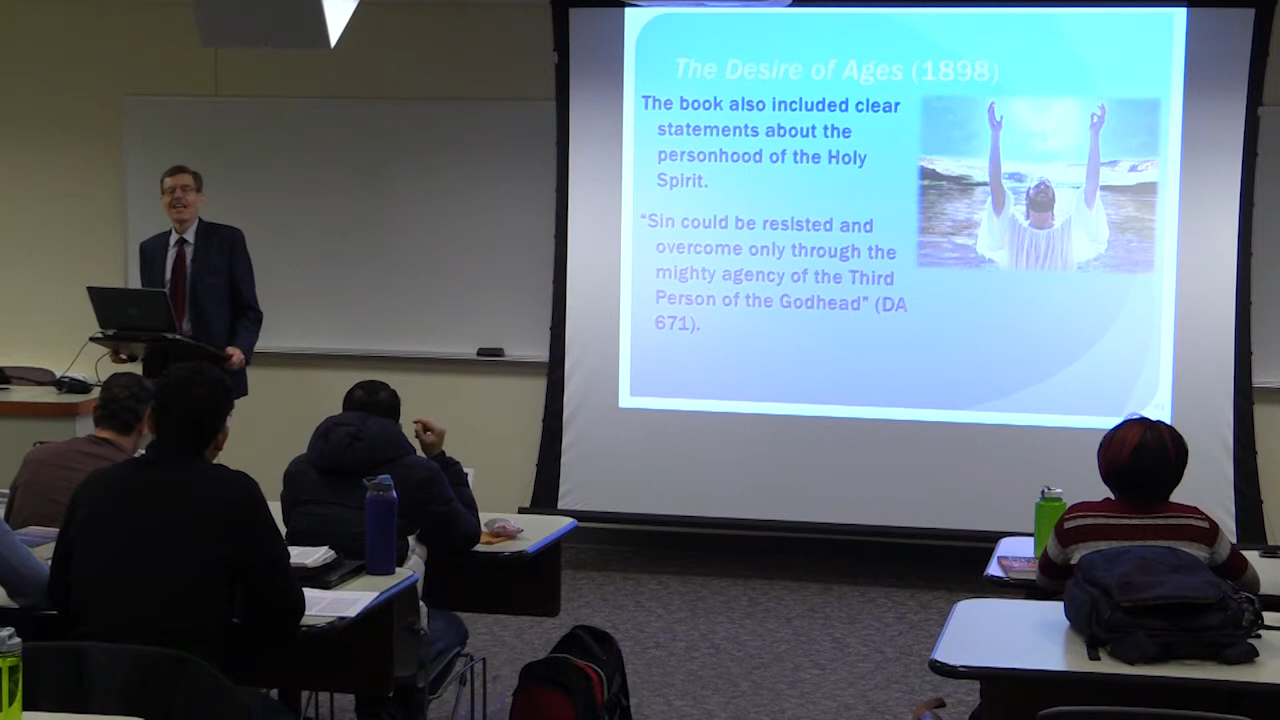 The Desire of Ages (1898)
The book also included clear
statements about the
personhood of the Holy
Spirit.
“Sin could be resisted and
overcome only through the
mighty agency of the Third
Person of the Godhead” (DA
671).